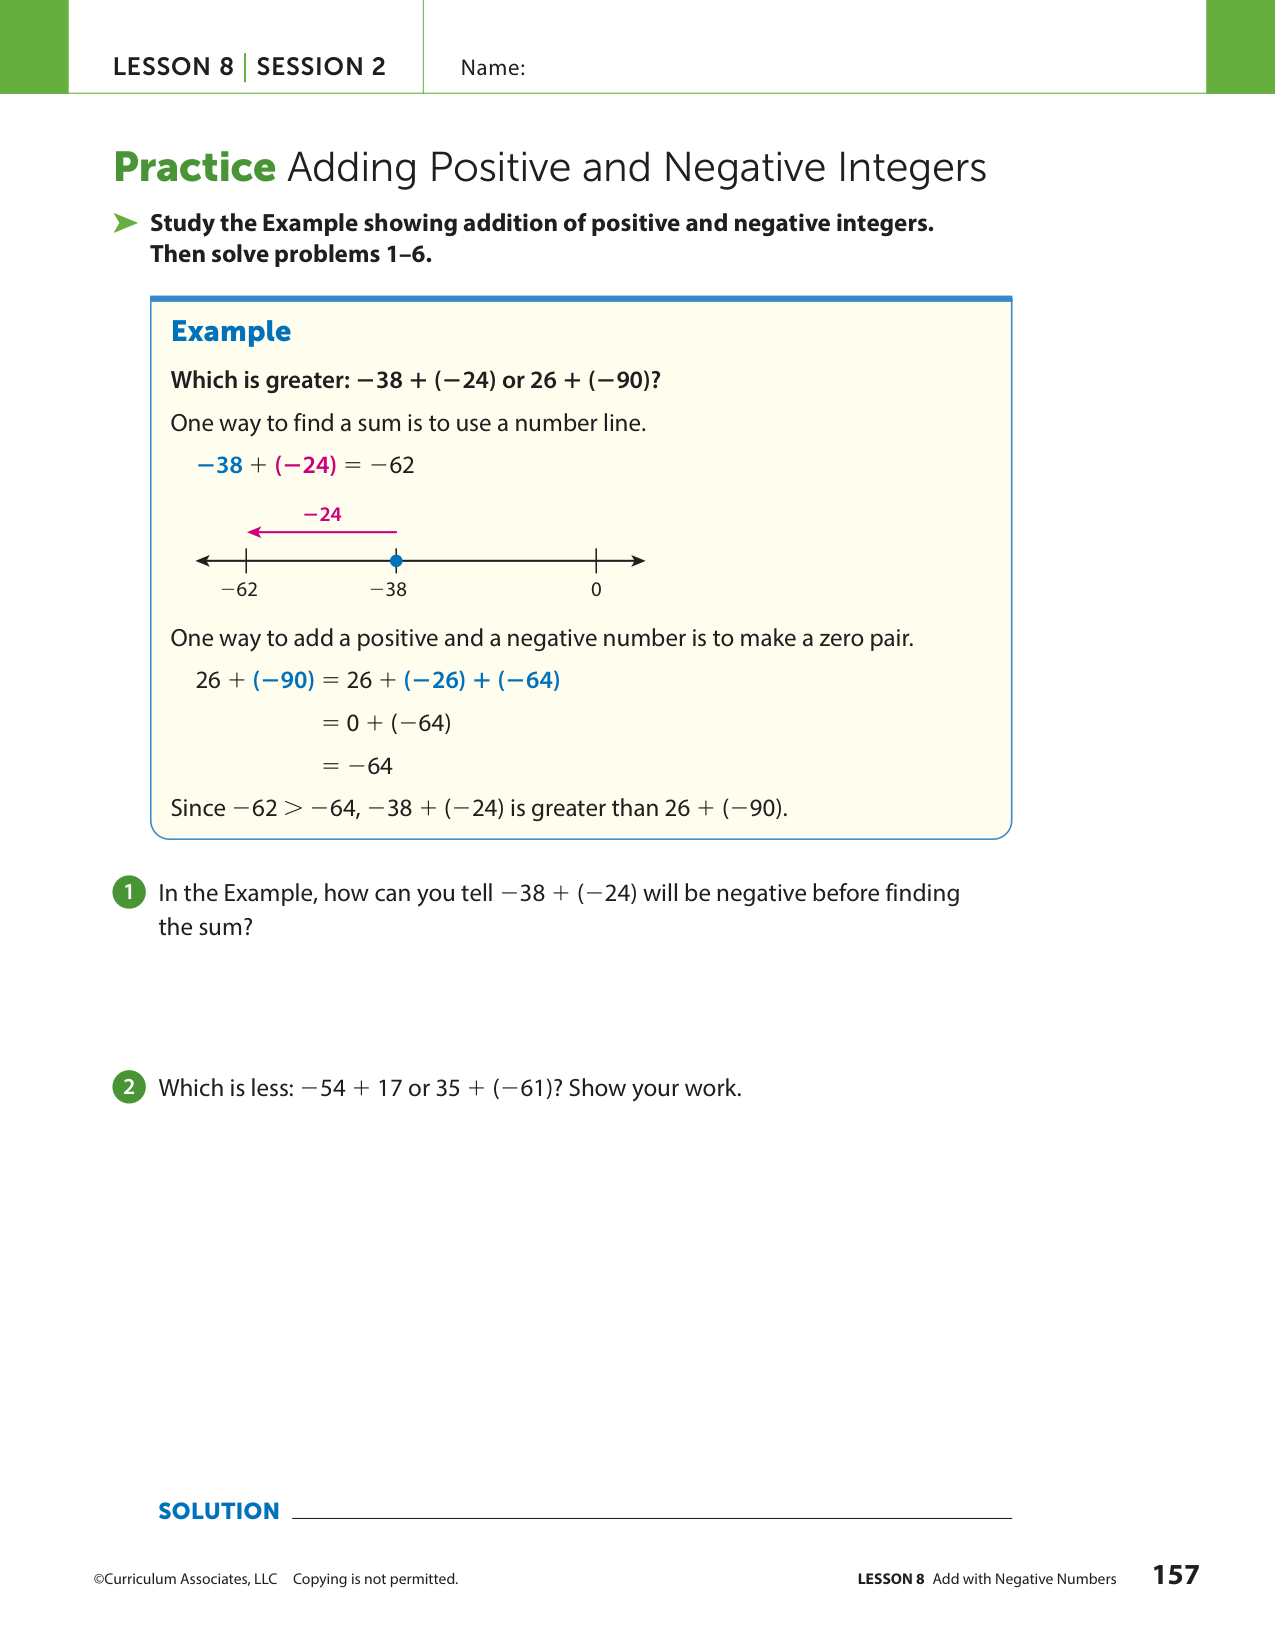 LESSON 8 | SESSION 2
Name:
Practice Adding Positive and Negative Integers
Study the Example showing addition of positive and negative integers.
Then solve problems 1–6.
Example
Which is greater: −38 + (−24) or 26 + (−90)?
One way to find a sum is to use a number line.
−38 + (−24) = −62
−24
−62 −38 0
One way to add a positive and a negative number is to make a zero pair.
26 + (−90) = 26 + (−26) + (−64)
= 0 + (−64)
= −64
Since −62 > −64, −38 + (−24) is greater than 26 + (−90).
1 In the Example, how can you tell −38 + (−24) will be negative before finding
the sum?
2 Which is less: −54 + 17 or 35 + (−61)? Show your work.
SOLUTION
©Curriculum Associates, LLC Copying is not permitted.
LESSON 8 Add with Negative Numbers 157